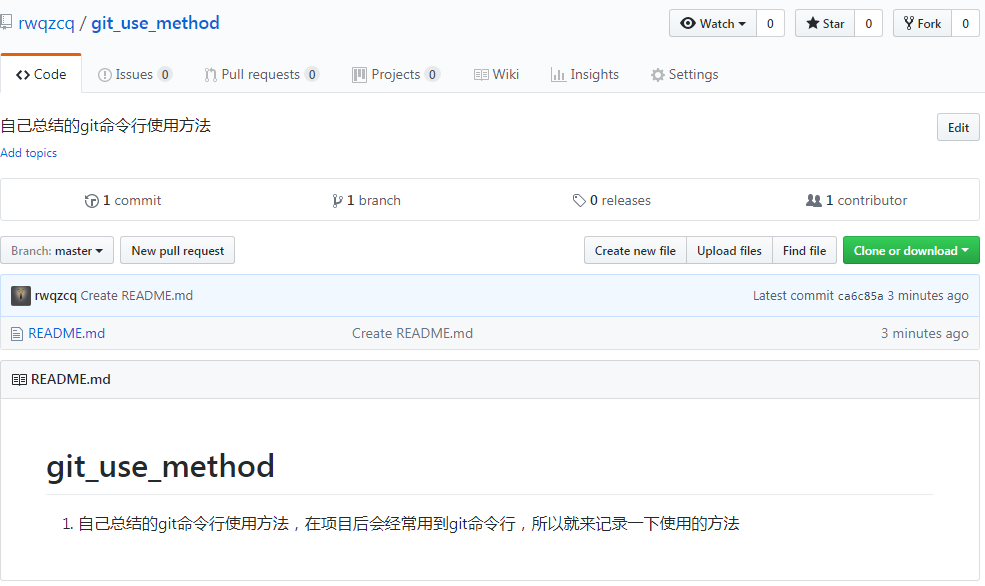 rwqzcq / git_use_method Watch 0 Star 0 Fork 0
Code Issues 0 Pull requests 0 Projects 0 Wiki Insights Settings
自己总结的git命令行使用方法 Edit
Add topics
1 commit 1 branch 0 releases 1 contributor
Branch: master New pull request Create new file Upload files Find file Clone or download
rwqzcq Create README.md Latest commit ca6c85a 3 minutes ago
README.md Create README.md 3 minutes ago
README.md
git_use_method
1. 自己总结的git命令行使用方法，在项目后会经常用到git命令行，所以就来记录一下使用的方法